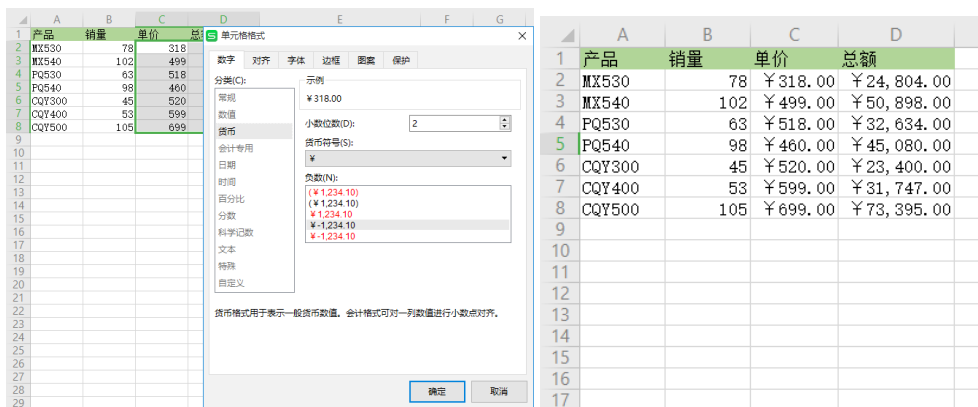 A B C D E F G
1 产品 销量 单价 总
2 MX530 78 318
3 MX540 102 499
4 PQ530 63 518
5 PQ540 98 460
6 CQY300 45 520
7 CQY400 53 599
8 CQY500 105 699
9
10
11
12
13
14
15
16
17
18
19
20
21
22
23
24
25
26
27
28
29
S 单元格格式
数字 对齐 字体 边框 图案 保护
分类(C):
常规
数值
货币
会计专用
日期
时间
百分比
分数
科学记数
文本
特殊
自定义
示例
¥318.00
小数位数(D): 2
货币符号(S):
¥
负数(N):
(¥1,234.10)
(¥1,234.10)
¥1,234.10
¥-1,234.10
¥-1,234.10
货币格式用于表示一般货币数值。会计格式可对一列数值进行小数点对齐。
确定 取消
A B C D
1 产品 销量 单价 总额
2 MX530 78 ¥318.00 ¥24,804.00
3 MX540 102 ¥499.00 ¥50,898.00
4 PQ530 63 ¥518.00 ¥32,634.00
5 PQ540 98 ¥460.00 ¥45,080.00
6 CQY300 45 ¥520.00 ¥23,400.00
7 CQY400 53 ¥599.00 ¥31,747.00
8 CQY500 105 ¥699.00 ¥73,395.00
9
10
11
12
13
14
15
16
17